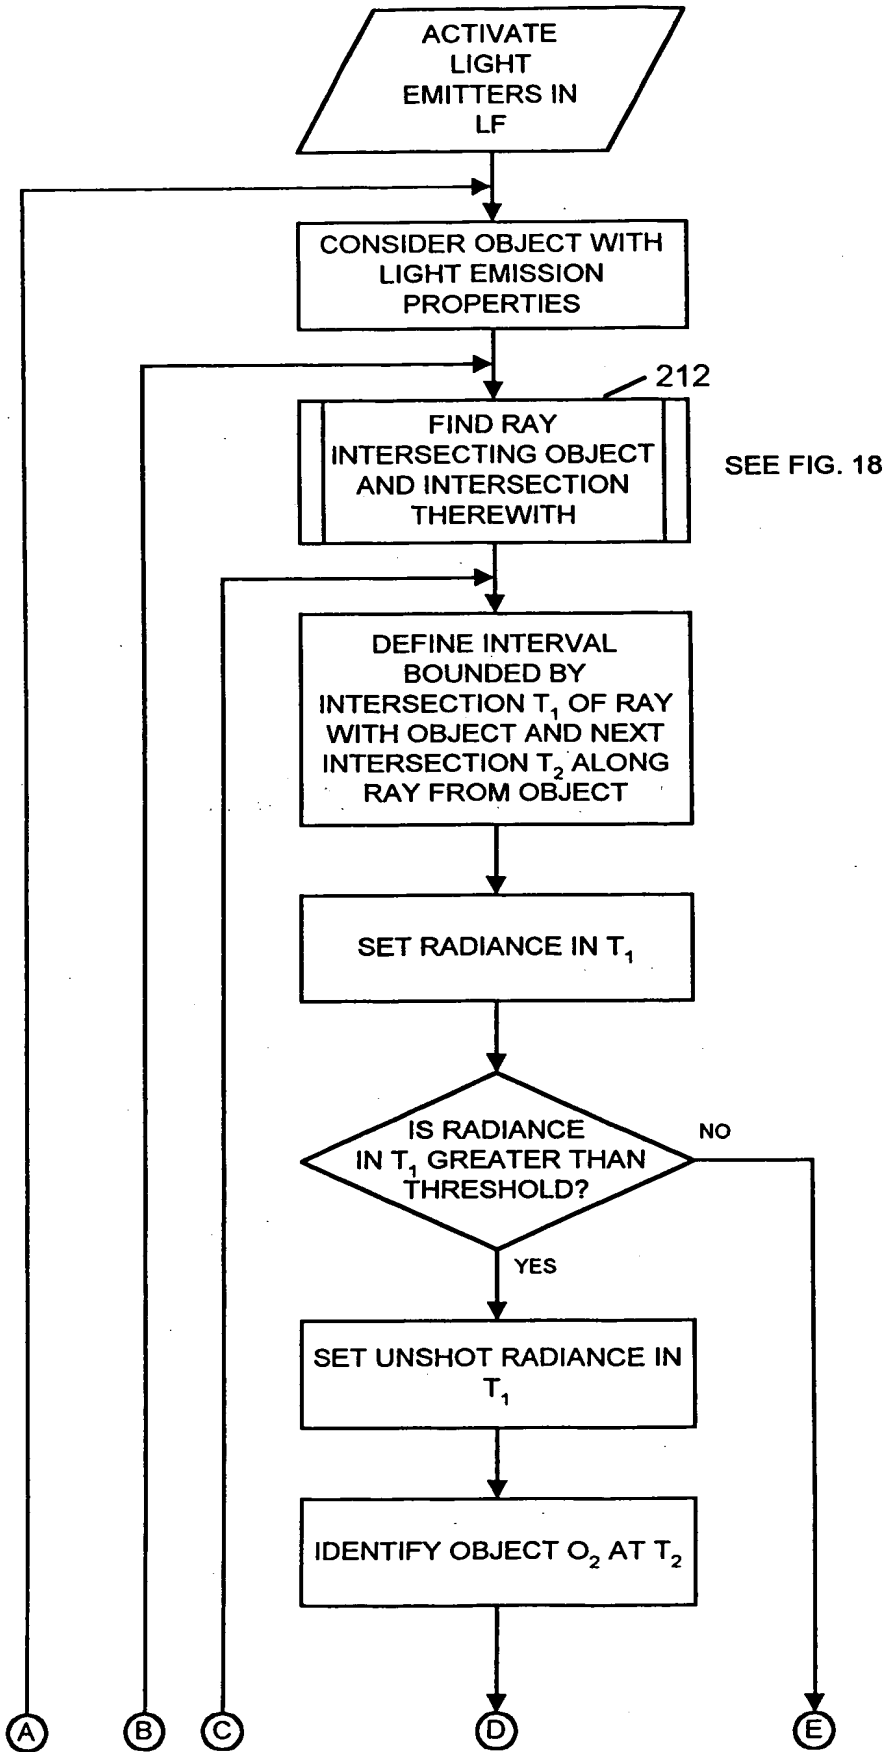 ACTIVATE
LIGHT
EMITTERS IN
LF
CONSIDER OBJECT WITH
LIGHT EMISSION
PROPERTIES
212
FIND RAY
INTERSECTING OBJECT
AND INTERSECTION
THEREWITH
SEE FIG. 18
DEFINE INTERVAL
BOUNDED BY
INTERSECTION T₁ OF RAY
WITH OBJECT AND NEXT
INTERSECTION T₂ ALONG
RAY FROM OBJECT
SET RADIANCE IN T₁
IS RADIANCE
IN T₁ GREATER THAN
THRESHOLD?
NO
YES
SET UNSHOT RADIANCE IN
T₁
IDENTIFY OBJECT O₂ AT T₂
A B C D E